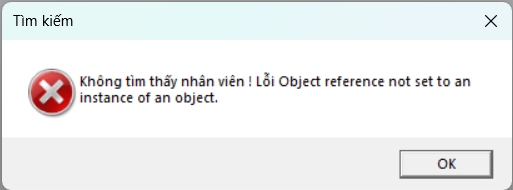 Tìm kiếm
Không tìm thấy nhân viên ! Lỗi Object reference not set to an
instance of an object.
OK